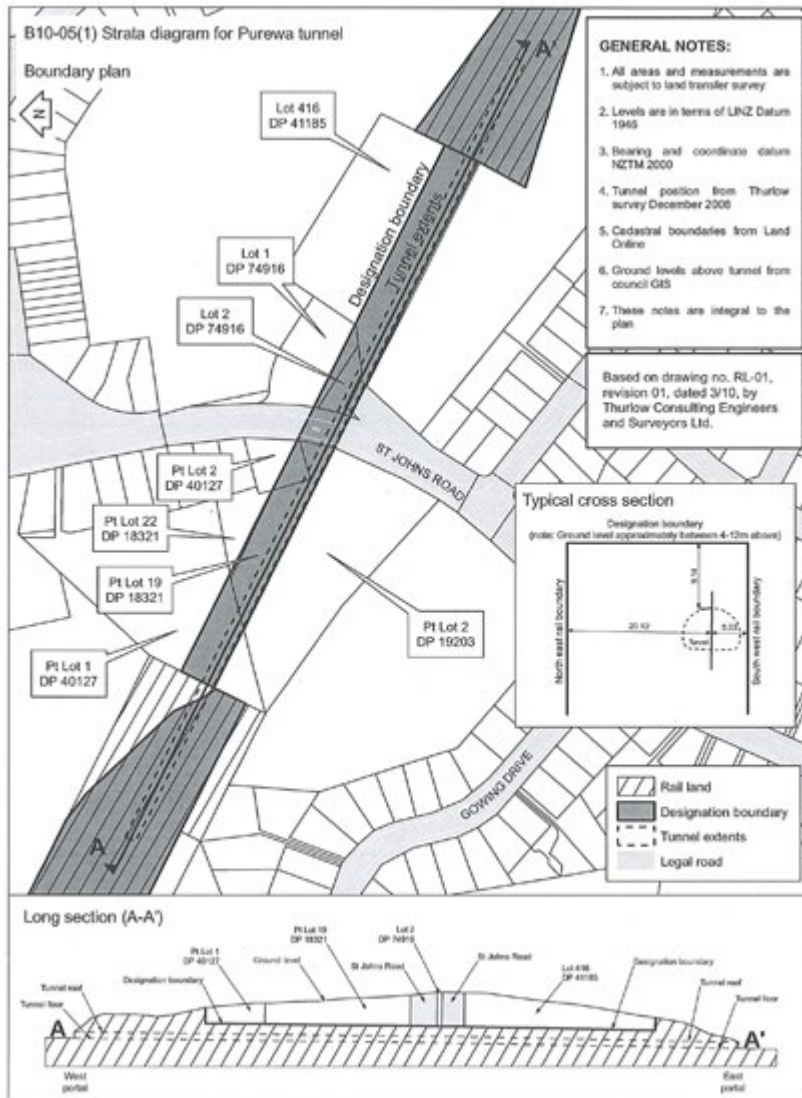 B10-05(1) Strata diagram for Purewa tunnel
Boundary plan
N
A'
Lot 416
DP 41185
Designation boundary
Tunnel extents
Lot 1
DP 74916
Lot 2
DP 74916
ST JOHNS ROAD
Pt Lot 2
DP 40127
Pt Lot 22
DP 18321
Pt Lot 19
DP 18321
Pt Lot 2
DP 19203
Pt Lot 1
DP 40127
GOWING DRIVE
A
GENERAL NOTES:
1. All areas and measurements are
subject to land transfer survey
2. Levels are in terms of LINZ Datum
1946
3. Bearing and coordinate datum
NZTM 2000
4. Tunnel position from Thurlow
survey December 2008
5. Cadastral boundaries from Land
Online
6. Ground levels above tunnel from
council GIS
7. These notes are integral to the
plan
Based on drawing no. RL-01,
revision 01, dated 3/10, by
Thurlow Consulting Engineers
and Surveyors Ltd.
Typical cross section
Designation boundary
(note: Ground level approximately between 4-12m above)
North east rail boundary
Tunnel
South west rail boundary
Rail land
Designation boundary
Tunnel extents
Legal road
Long section (A-A')
Pt Lot 1
DP 40127
Designation boundary
Ground level
Pt Lot 19
DP 18321
St Johns Road
Lot 2
DP 74916
St Johns Road
Lot 416
DP 41185
Designation boundary
Tunnel roof
Tunnel floor
Tunnel roof
Tunnel floor
A
A'
West
portal
East
portal